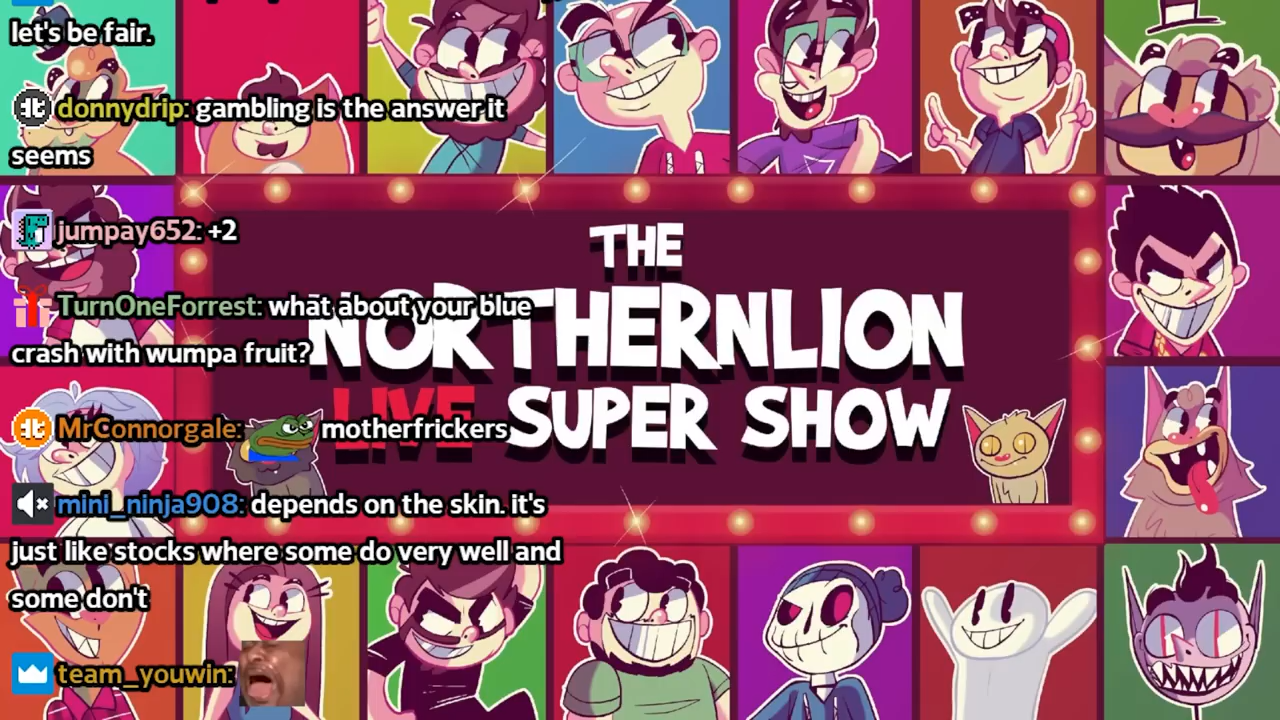 let's be fair.
donnydrip: gambling is the answer it
seems
jumpay652: +2
TurnOneForrest: what about your blue
crash with wumpa fruit?
MrConnorgale: motherfrickers
mini_ninja908: depends on the skin. it's
just like stocks where some do very well and
some don't
team_youwin:
THE
NORTHERNLION
LIVE SUPER SHOW